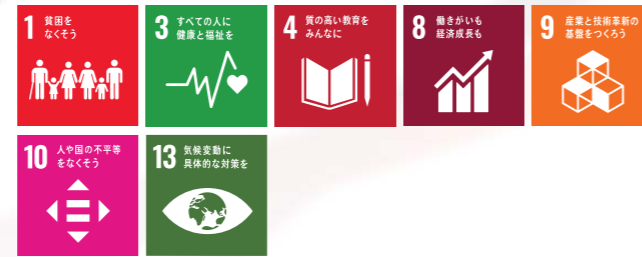 1 貧困を
なくそう
3 すべての人に
健康と福祉を
4 質の高い教育を
みんなに
8 働きがいも
経済成長も
9 産業と技術革新の
基盤をつくろう
10 人や国の不平等
をなくそう
13 気候変動に
具体的な対策を